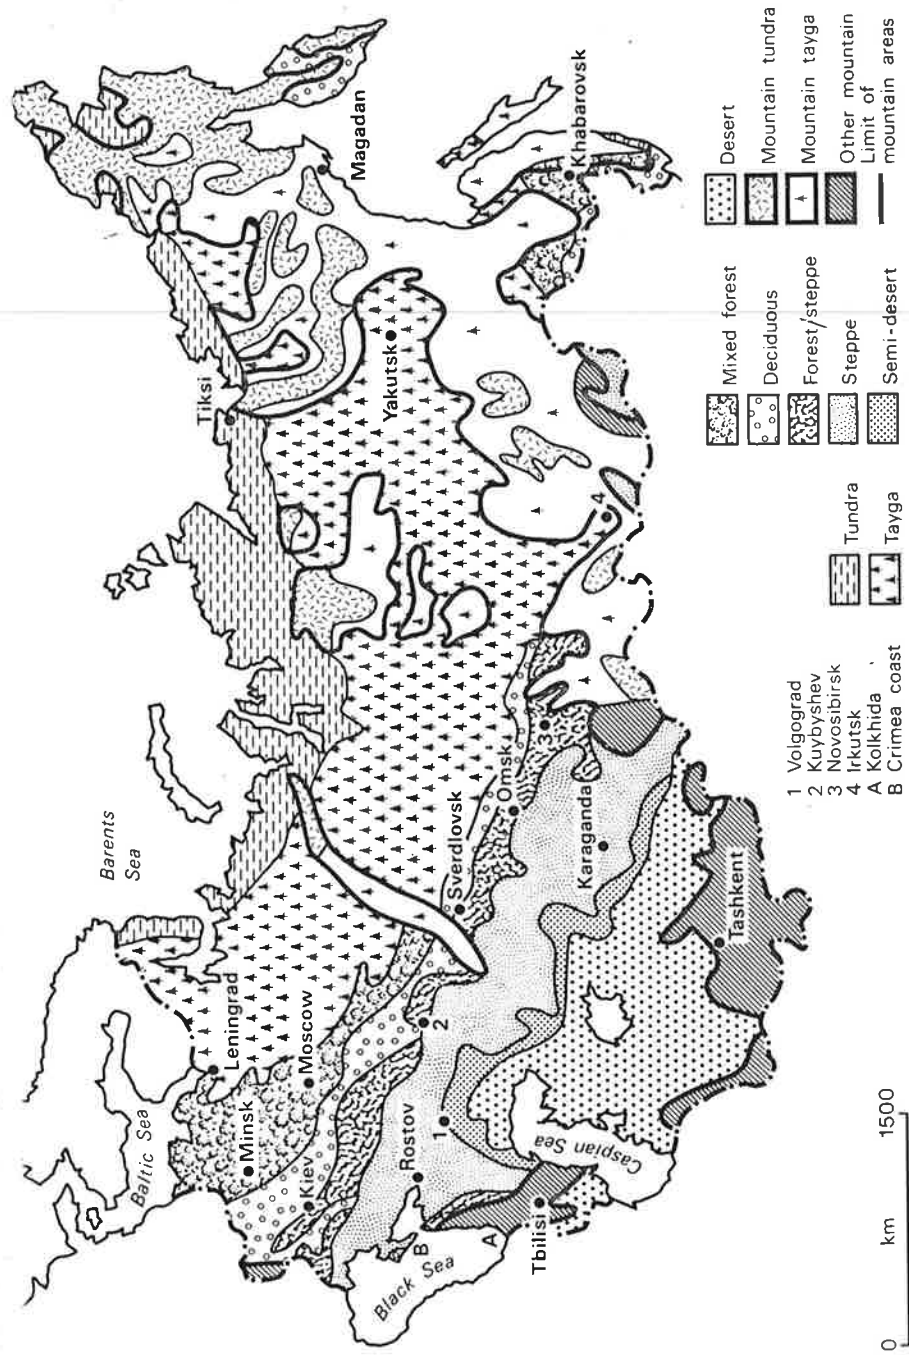 Barents
Sea
Baltic Sea
Black Sea
Caspian Sea
Leningrad
Minsk
Moscow
Kiev
Rostov
Tbilisi
Sverdlovsk
Omsk
Karaganda
Tashkent
Tiksi
Yakutsk
Magadan
Khabarovsk
1
2
3
4
A
B
0 km 1500
1 Volgograd
2 Kuybyshev
3 Novosibirsk
4 Irkutsk
A Kolkhida
B Crimea coast
Tundra
Tayga
Mixed forest
Deciduous
Forest/steppe
Steppe
Semi-desert
Desert
Mountain tundra
Mountain tayga
Other mountain
Limit of
mountain areas